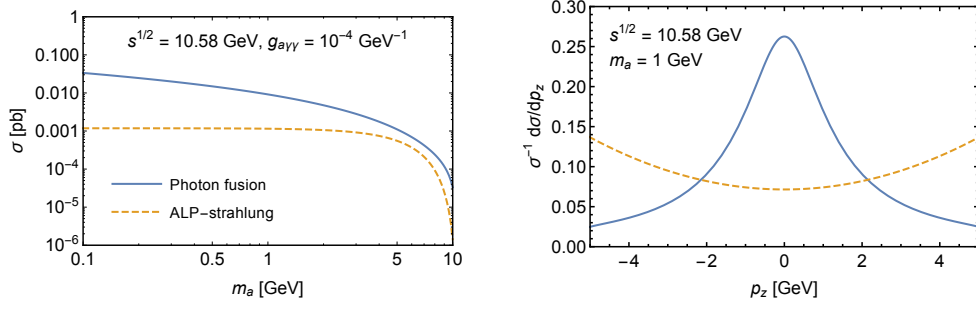 s^{1/2} = 10.58 GeV, g_{aγγ} = 10^{-4} GeV^{-1}
1
0.1
0.010
0.001
10^{-4}
10^{-5}
10^{-6}
σ [pb]
Photon fusion
ALP-strahlung
0.1 0.5 1 5 10
m_a [GeV]
s^{1/2} = 10.58 GeV
m_a = 1 GeV
0.30
0.25
0.20
0.15
0.10
0.05
0.00
σ^{-1} dσ/dp_z
-4 -2 0 2 4
p_z [GeV]